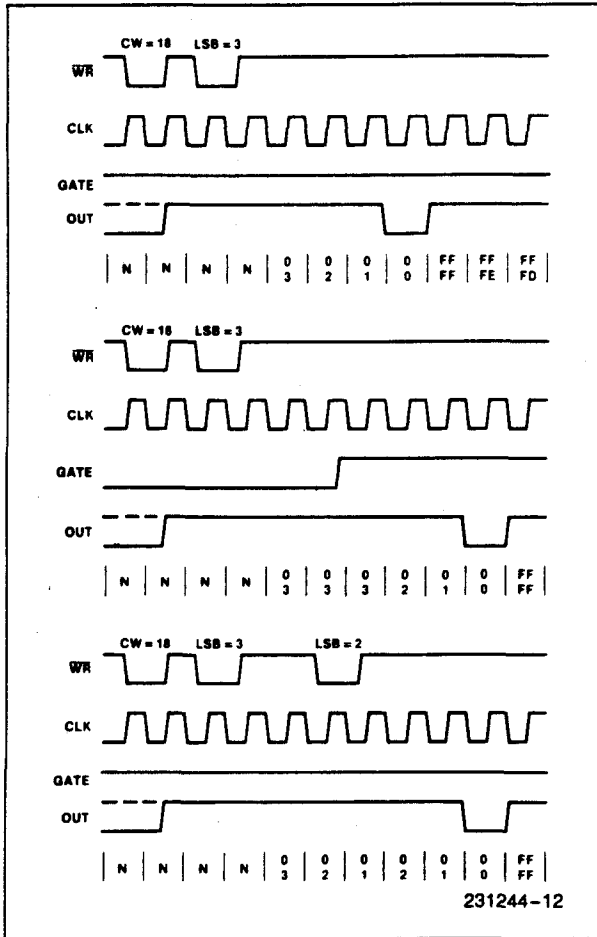 CW = 18 LSB = 3
WR
CLK
GATE
OUT
N N N N 0 0 0 0 FF FF FF
3 2 1 0 FF FE FD
CW = 18 LSB = 3
WR
CLK
GATE
OUT
N N N N 0 0 0 0 0 0 FF
3 3 3 2 1 0 FF
CW = 18 LSB = 3 LSB = 2
WR
CLK
GATE
OUT
N N N N 0 0 0 0 0 0 FF
3 2 1 2 1 0 FF
231244-12